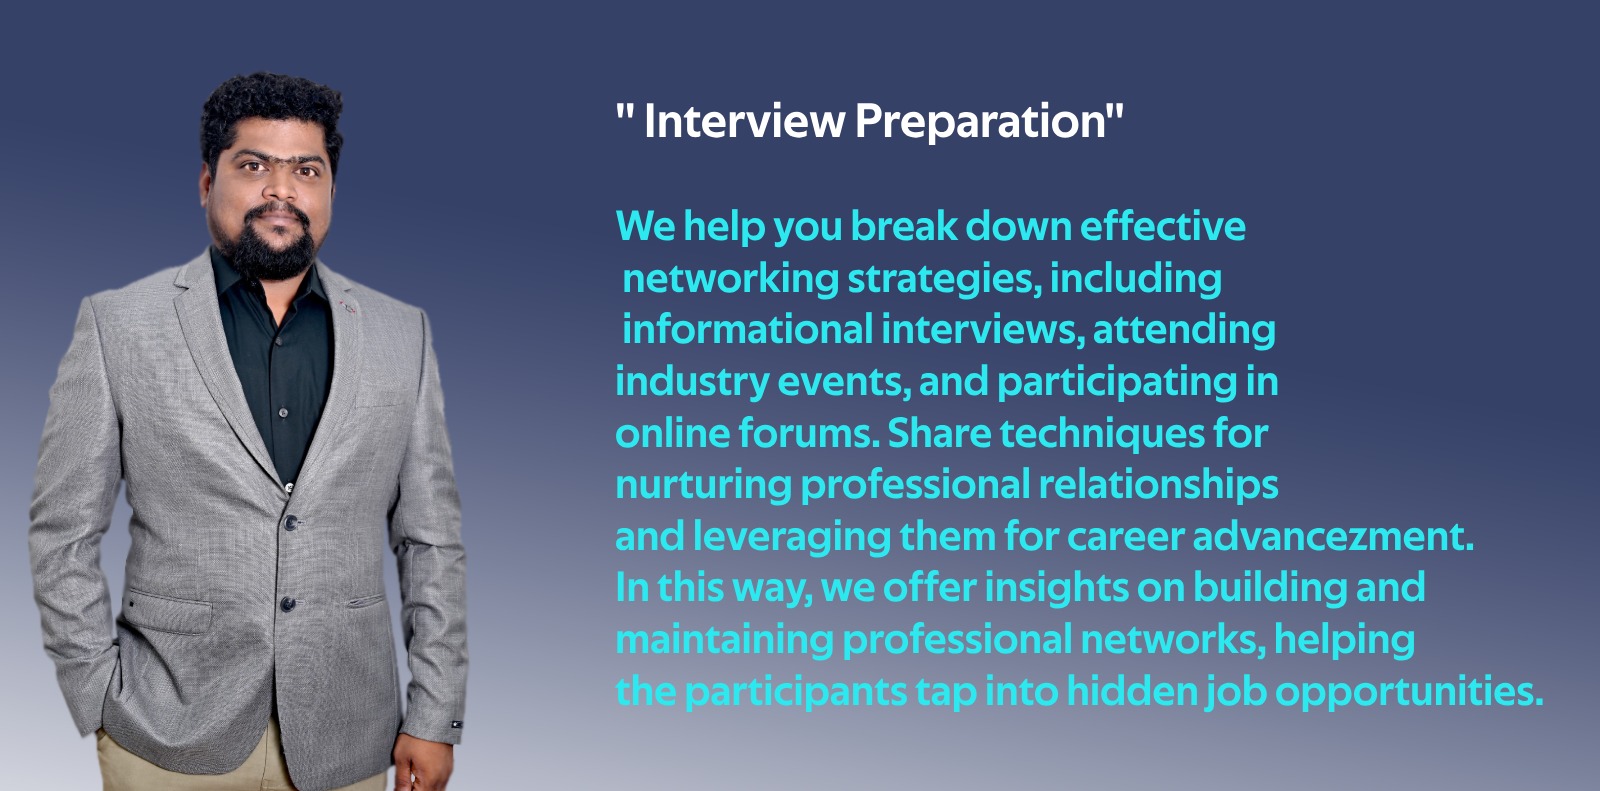 " Interview Preparation"
We help you break down effective
networking strategies, including
informational interviews, attending
industry events, and participating in
online forums. Share techniques for
nurturing professional relationships
and leveraging them for career advancezment.
In this way, we offer insights on building and
maintaining professional networks, helping
the participants tap into hidden job opportunities.